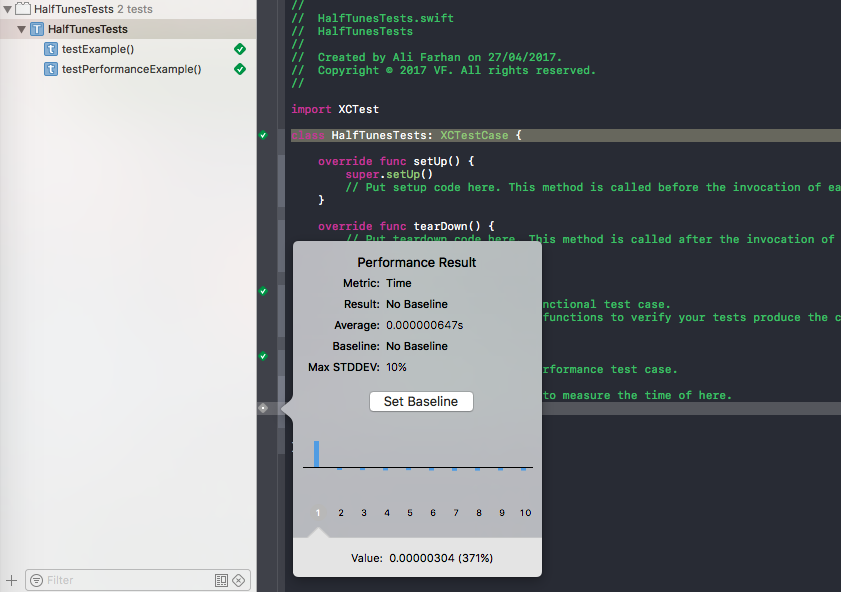 HalfTunesTests 2 tests
T HalfTunesTests
t testExample()
t testPerformanceExample()
Filter
//
// HalfTunesTests.swift
// HalfTunesTests
//
// Created by Ali Farhan on 27/04/2017.
// Copyright © 2017 VF. All rights reserved.
//
import XCTest
class HalfTunesTests: XCTestCase {
override func setUp() {
super.setUp()
// Put setup code here. This method is called before the invocation of ea
}
override func tearDown() {
// Put teardown code here. This method is called after the invocation of
nctional test case.
functions to verify your tests produce the c
rformance test case.
to measure the time of here.
Performance Result
Metric: Time
Result: No Baseline
Average: 0.000000647s
Baseline: No Baseline
Max STDDEV: 10%
Set Baseline
1 2 3 4 5 6 7 8 9 10
Value: 0.00000304 (371%)